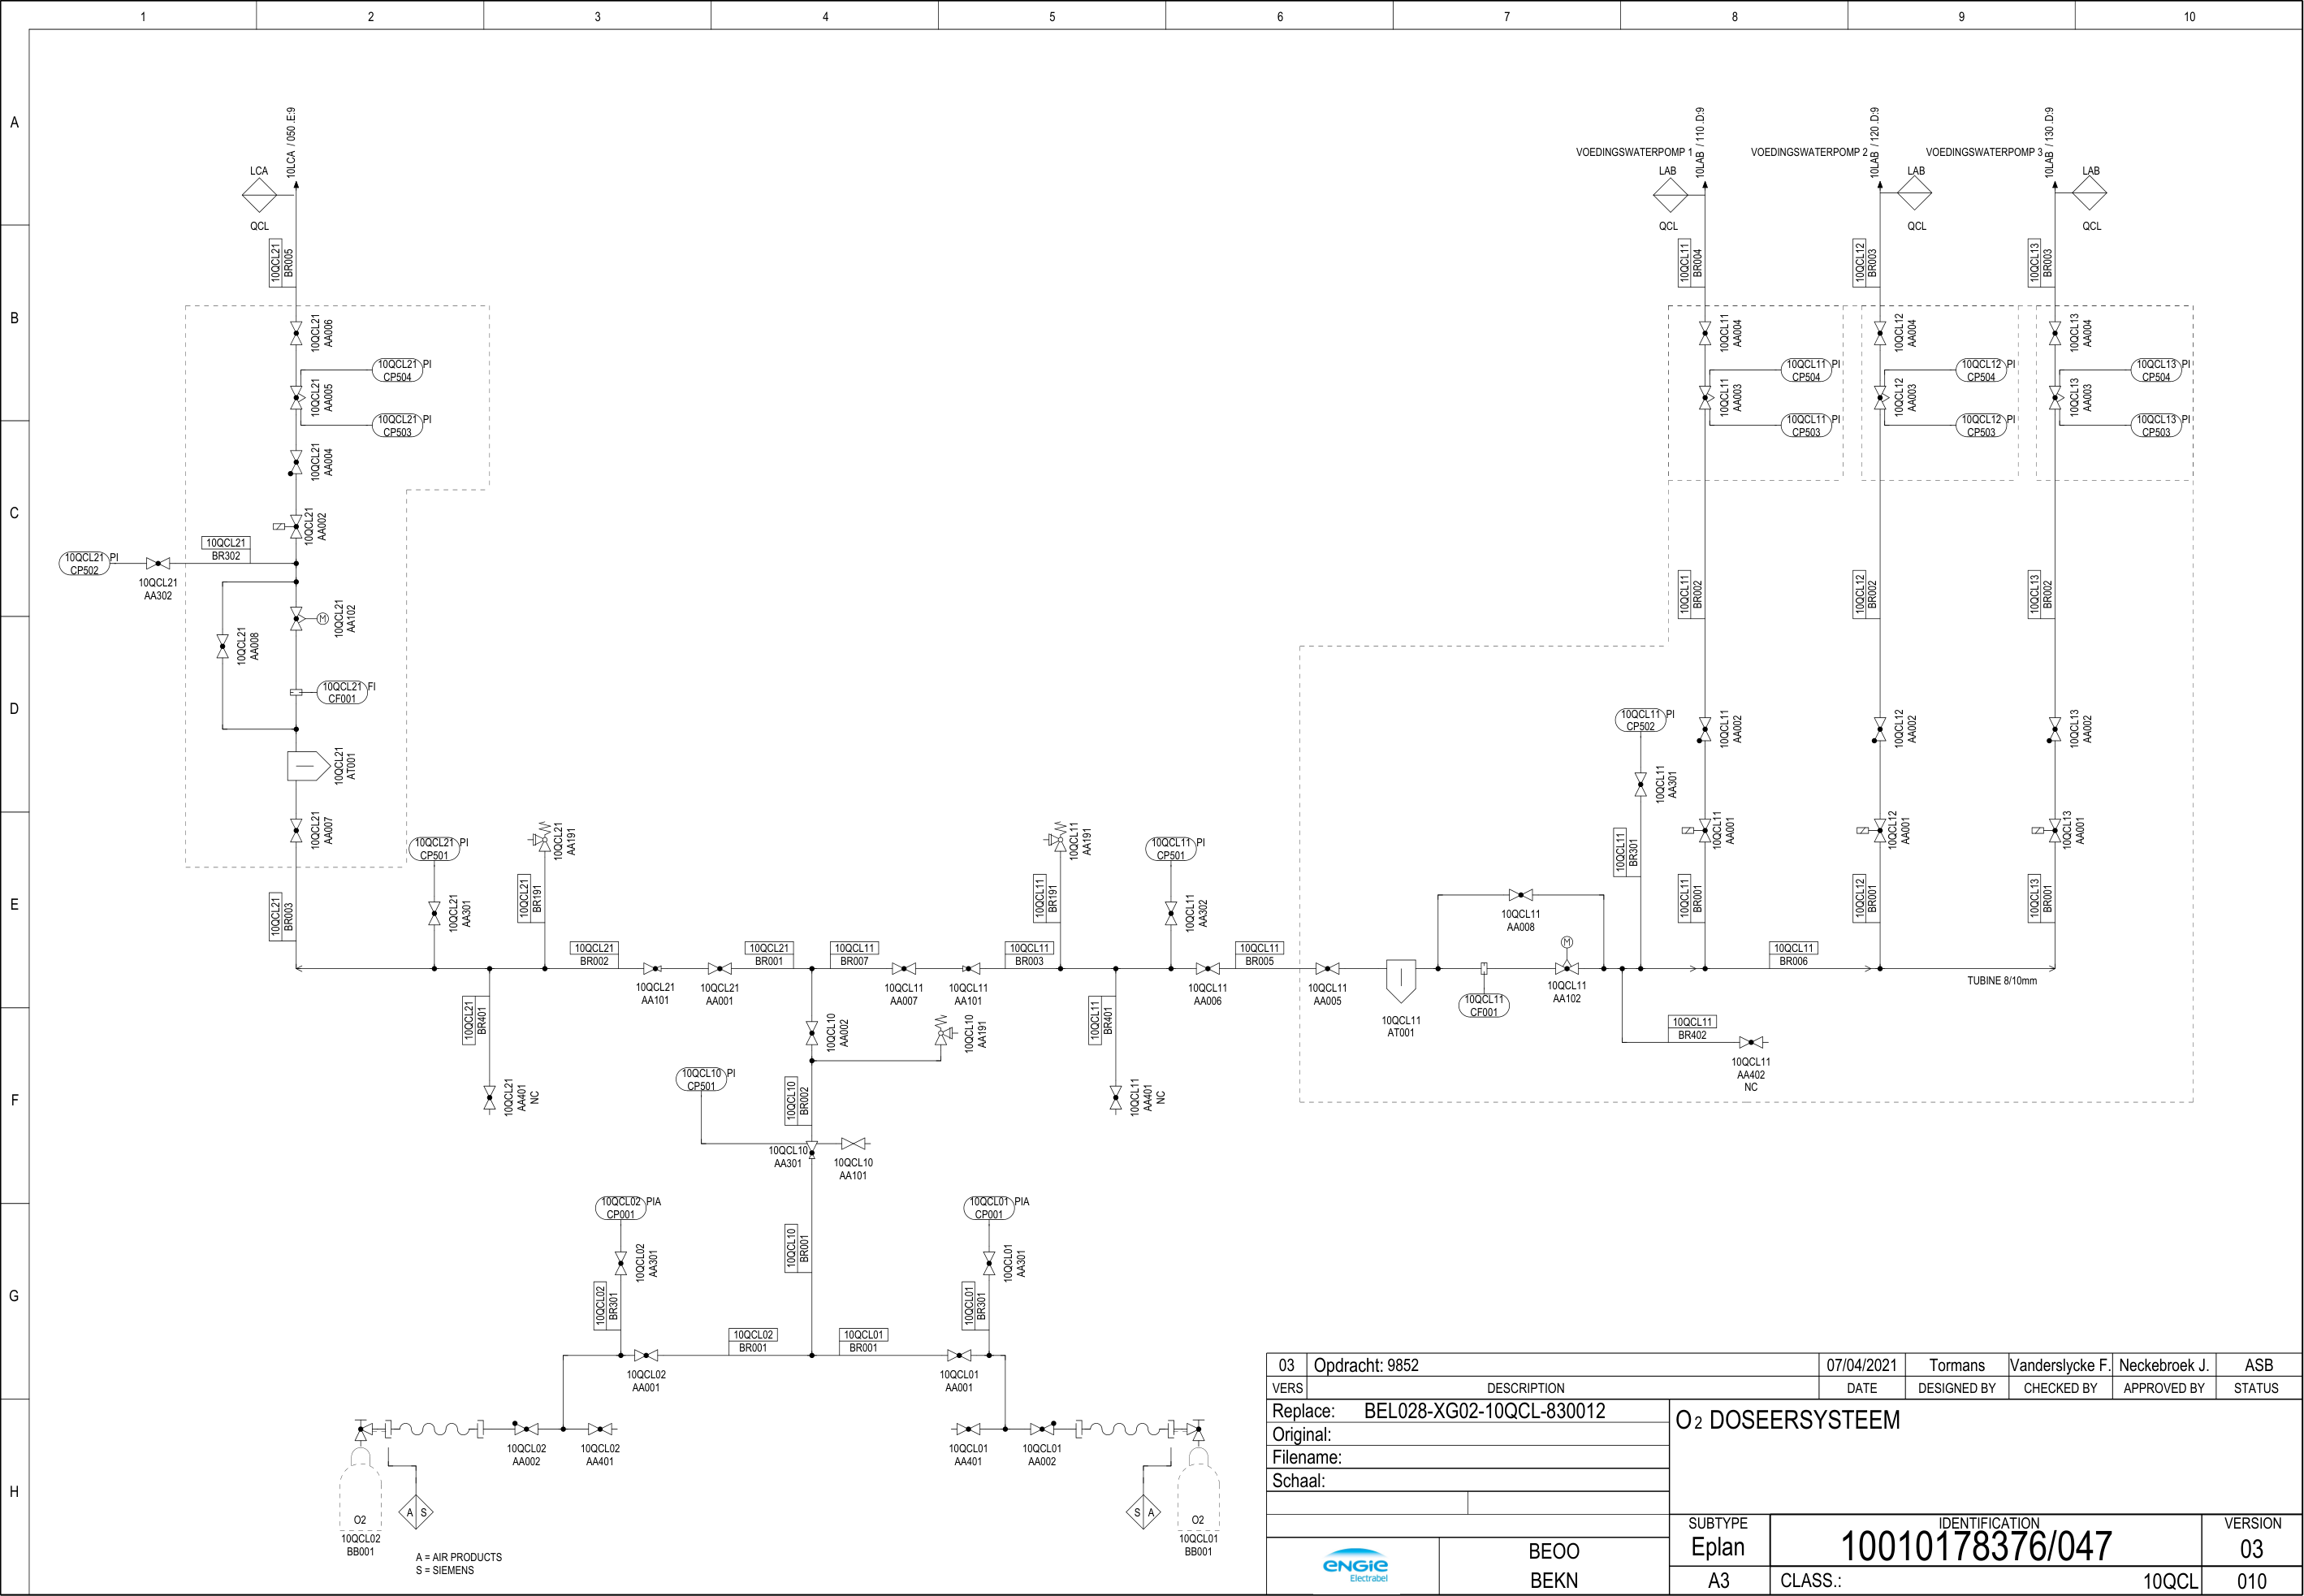 1 2 3 4 5 6 7 8 9 10
A
B
C
D
E
F
G
H
10LCA / 050 .E:9
LCA
QCL
10QCL21
BR005
10QCL21
AA006
10QCL21 PI
CP504
10QCL21
AA005
10QCL21 PI
CP503
10QCL21
AA004
10QCL21
AA002
10QCL21
BR302
10QCL21 PI
CP502
10QCL21
AA302
10QCL21
AA102
M
10QCL21
AA008
10QCL21 FI
CF001
10QCL21
AT001
10QCL21
AA007
10QCL21
BR003
10QCL21 PI
CP501
10QCL21
AA301
10QCL21
AA191
10QCL21
BR191
10QCL21
BR002
10QCL21
AA101
10QCL21
AA001
10QCL21
BR001
10QCL21
BR401
10QCL21
AA401
NC
10QCL11
BR007
10QCL11
AA007
10QCL11
AA101
10QCL11
BR003
10QCL11
AA191
10QCL11
BR191
10QCL11 PI
CP501
10QCL11
AA302
10QCL11
AA006
10QCL11
BR005
10QCL11
BR401
10QCL11
AA401
NC
10QCL10
AA002
10QCL10
AA191
10QCL10 PI
CP501
10QCL10
BR002
10QCL10
AA301
10QCL10
AA101
10QCL10
BR001
10QCL02 PIA
CP001
10QCL02
AA301
10QCL02
BR301
10QCL02
BR001
10QCL02
AA001
10QCL01
BR001
10QCL01 PIA
CP001
10QCL01
AA301
10QCL01
BR301
10QCL01
AA001
10QCL02
AA002
10QCL02
AA401
10QCL01
AA401
10QCL01
AA002
O2
10QCL02
BB001
A S
S A
O2
10QCL01
BB001
A = AIR PRODUCTS
S = SIEMENS
VOEDINGSWATERPOMP 1
10LAB / 110 .D:9
LAB
QCL
VOEDINGSWATERPOMP 2
10LAB / 120 .D:9
LAB
QCL
VOEDINGSWATERPOMP 3
10LAB / 130 .D:9
LAB
QCL
10QCL11
BR004
10QCL12
BR003
10QCL13
BR003
10QCL11
AA004
10QCL12
AA004
10QCL13
AA004
10QCL11 PI
CP504
10QCL12 PI
CP504
10QCL13 PI
CP504
10QCL11
AA003
10QCL12
AA003
10QCL13
AA003
10QCL11 PI
CP503
10QCL12 PI
CP503
10QCL13 PI
CP503
10QCL11
BR002
10QCL12
BR002
10QCL13
BR002
10QCL11 PI
CP502
10QCL11
AA002
10QCL12
AA002
10QCL13
AA002
10QCL11
AA301
10QCL11
BR301
10QCL11
AA001
10QCL12
AA001
10QCL13
AA001
10QCL11
BR001
10QCL12
BR001
10QCL13
BR001
10QCL11
AA008
M
10QCL11
AA005
10QCL11
AT001
10QCL11
CF001
10QCL11
AA102
10QCL11
BR006
TUBINE 8/10mm
10QCL11
BR402
10QCL11
AA402
NC
03 Opdracht: 9852 07/04/2021 Tormans Vanderslycke F. Neckebroek J. ASB
VERS DESCRIPTION DATE DESIGNED BY CHECKED BY APPROVED BY STATUS
Replace: BEL028-XG02-10QCL-830012
Original:
Filename:
Schaal:
O2 DOSEERSYSTEEM
SUBTYPE IDENTIFICATION VERSION
Eplan 10010178376/047 03
ENGIE
Electrabel
BEOO
BEKN
A3 CLASS.: 10QCL 010